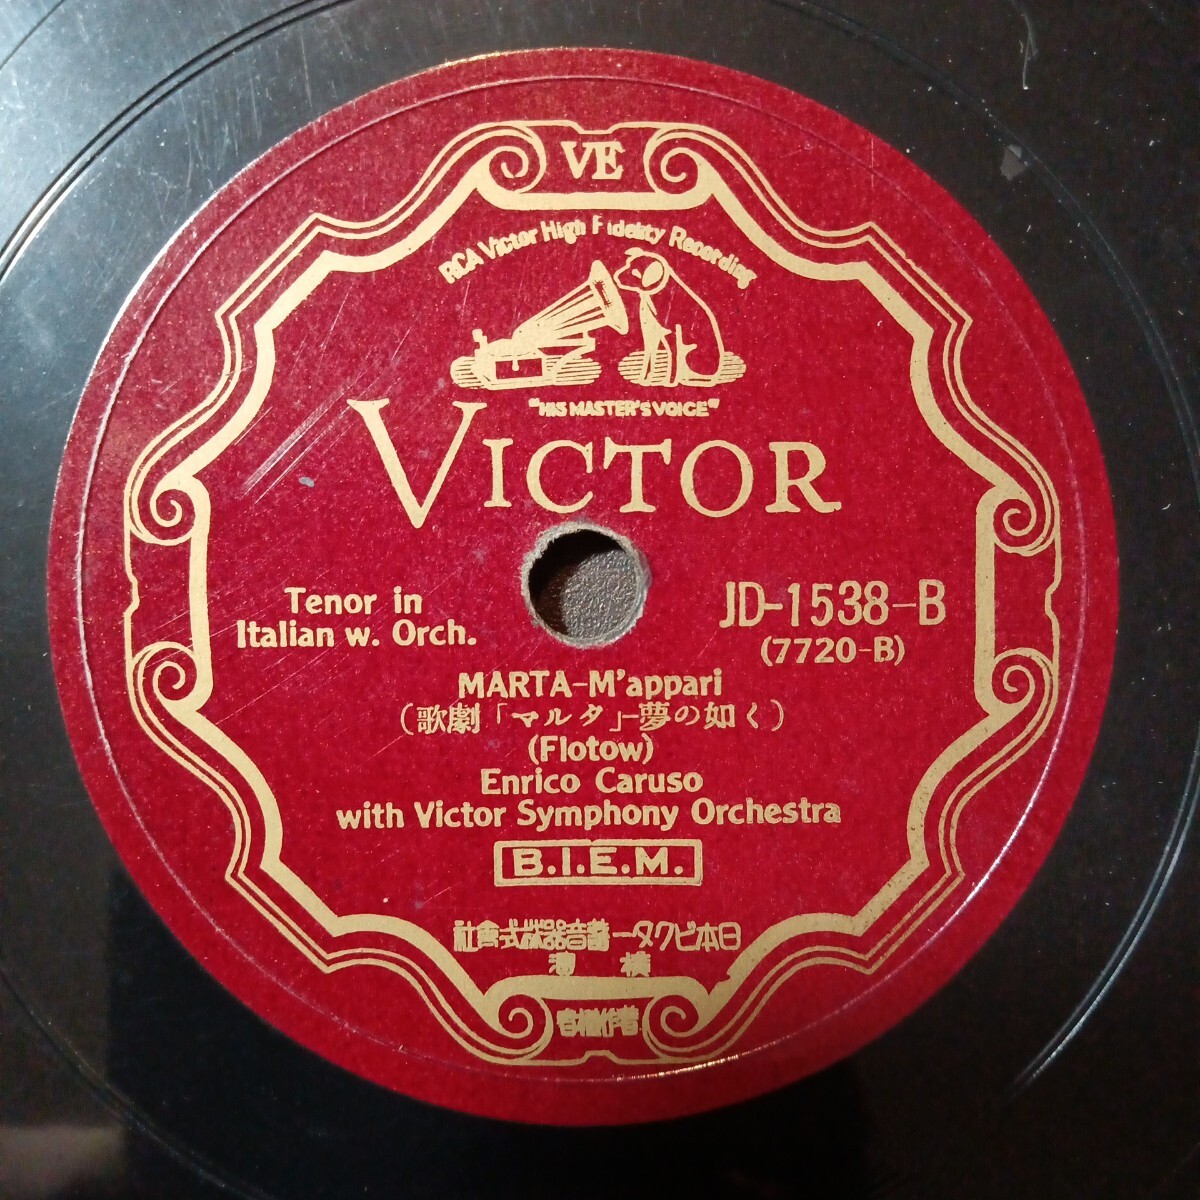 VE
RCA Victor High Fidelity Recording
"HIS MASTER'S VOICE"
VICTOR
Tenor in
Italian w. Orch.
JD-1538-B
(7720-B)
MARTA-M'appari
(歌劇「マルタ」-夢の如く)
(Flotow)
Enrico Caruso
with Victor Symphony Orchestra
B.I.E.M.
社會式株器音蓄ータクビ本日
濱横